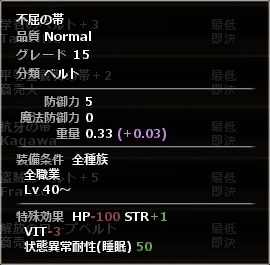 不屈の帯
品質 Normal
グレード 15
分類 ベルト
防御力 5
魔法防御力 0
重量 0.33 (+0.03)
装備条件 全種族
全職業
Lv 40～
特殊効果 HP-100 STR+1
VIT-3
状態異常耐性(睡眠) 50